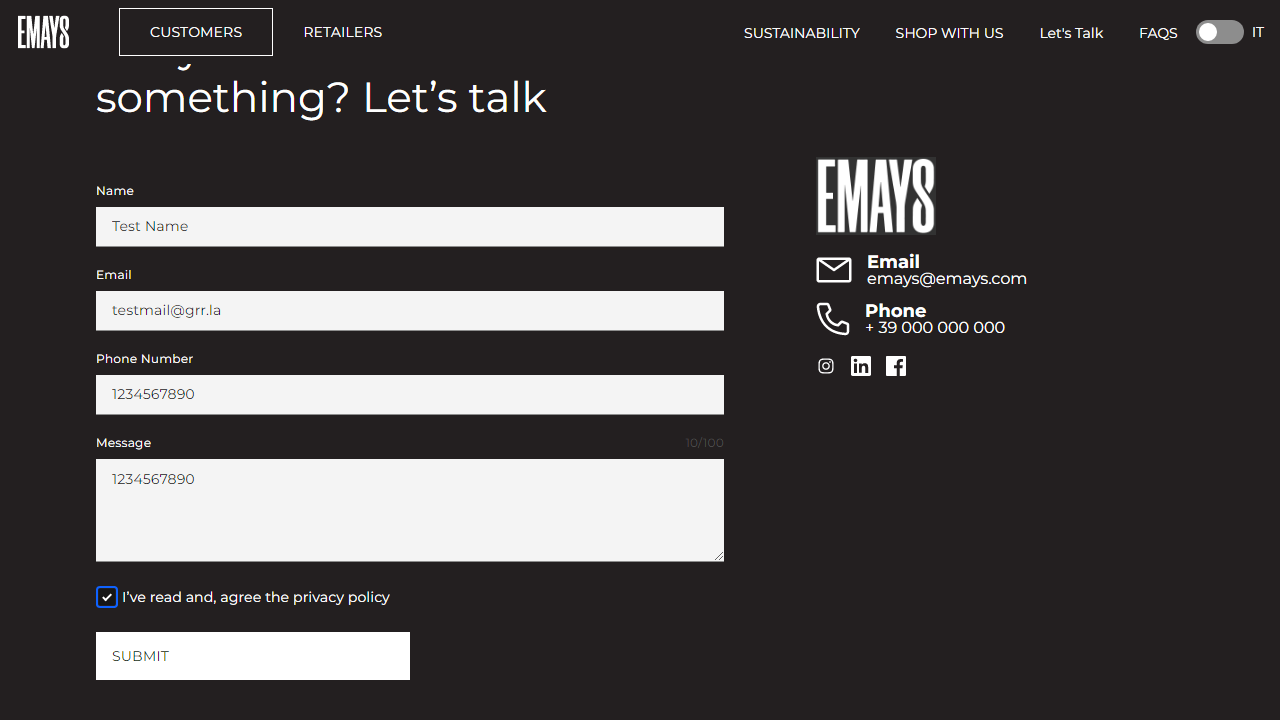 EMAYS
CUSTOMERS
RETAILERS
SUSTAINABILITY
SHOP WITH US
Let's Talk
FAQS
IT
something? Let’s talk
Name
Test Name
Email
testmail@grr.la
Phone Number
1234567890
Message
10/100
1234567890
I’ve read and, agree the privacy policy
SUBMIT
EMAYS
Email
emays@emays.com
Phone
+ 39 000 000 000